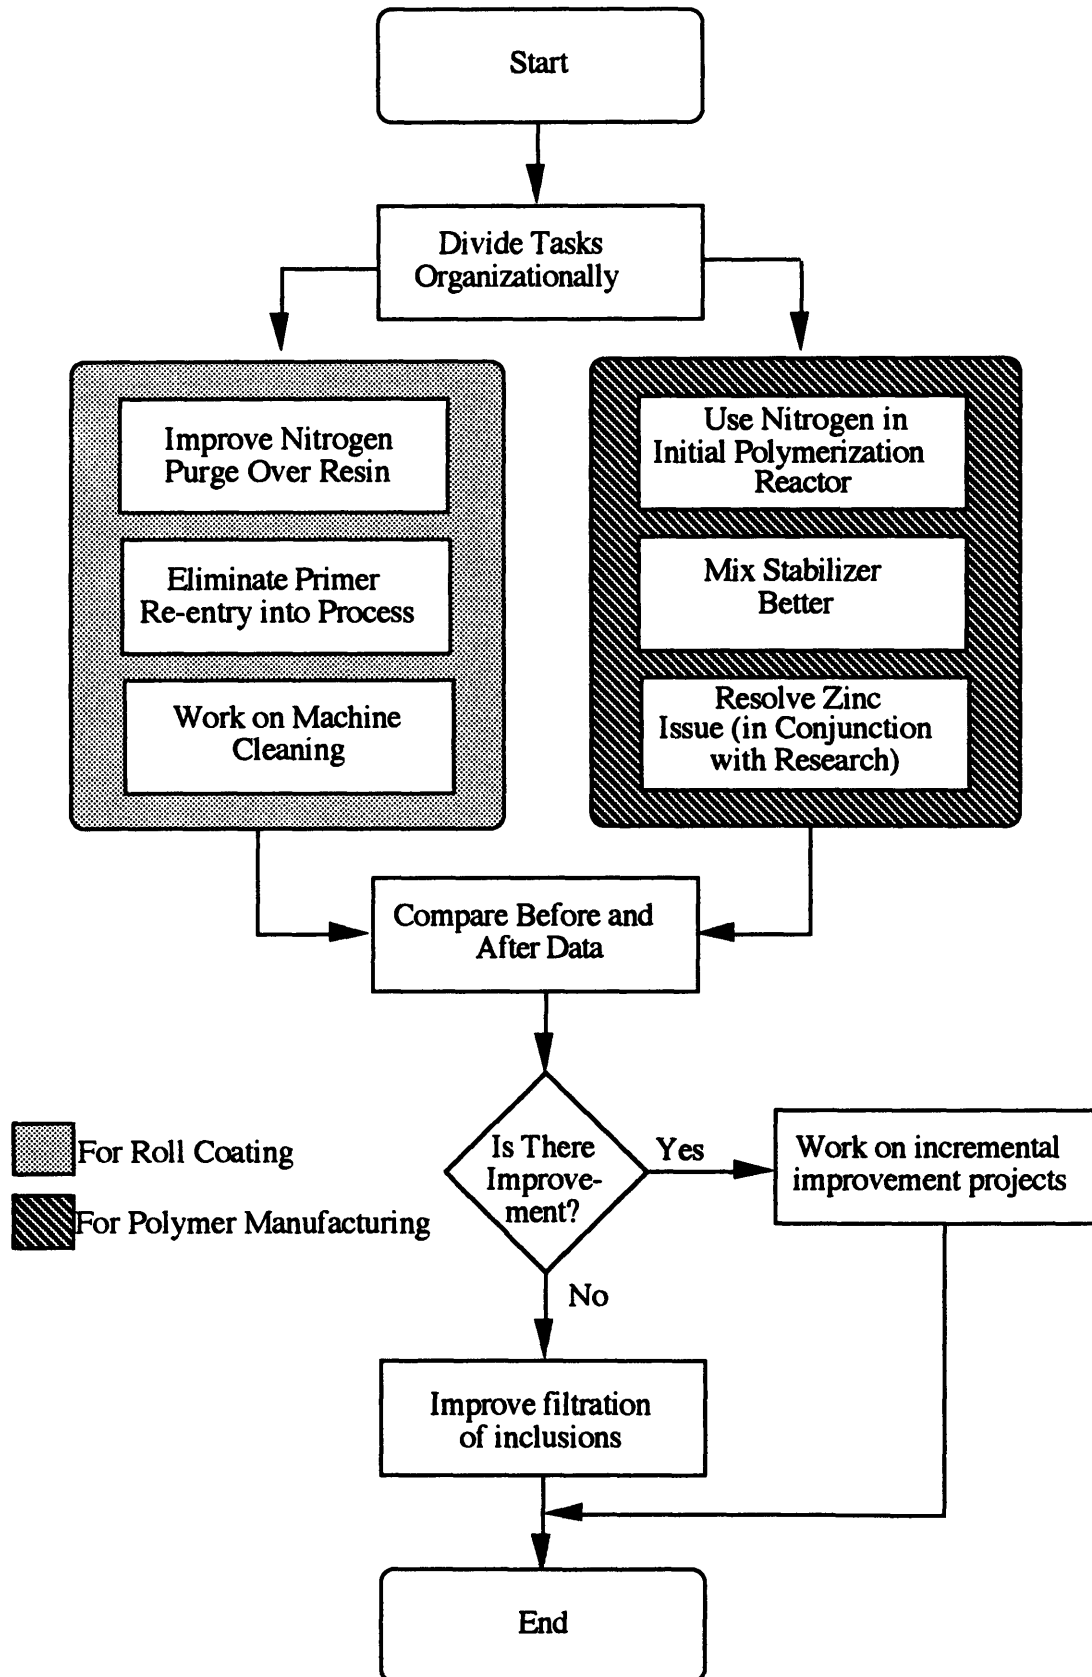 Start
Divide Tasks
Organizationally
Improve Nitrogen
Purge Over Resin
Eliminate Primer
Re-entry into Process
Work on Machine
Cleaning
Use Nitrogen in
Initial Polymerization
Reactor
Mix Stabilizer
Better
Resolve Zinc
Issue (in Conjunction
with Research)
Compare Before and
After Data
For Roll Coating
For Polymer Manufacturing
Is There
Improve-
ment?
Yes
Work on incremental
improvement projects
No
Improve filtration
of inclusions
End